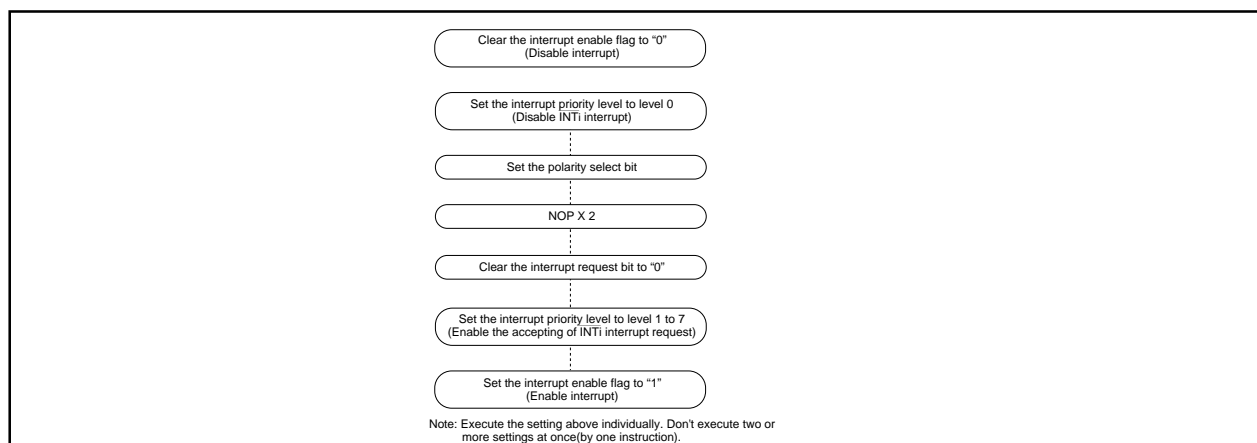 Clear the interrupt enable flag to “0”
(Disable interrupt)
Set the interrupt priority level to level 0
(Disable INTi interrupt)
Set the polarity select bit
NOP X 2
Clear the interrupt request bit to “0”
Set the interrupt priority level to level 1 to 7
(Enable the accepting of INTi interrupt request)
Set the interrupt enable flag to “1”
(Enable interrupt)
Note: Execute the setting above individually. Don’t execute two or
more settings at once(by one instruction).